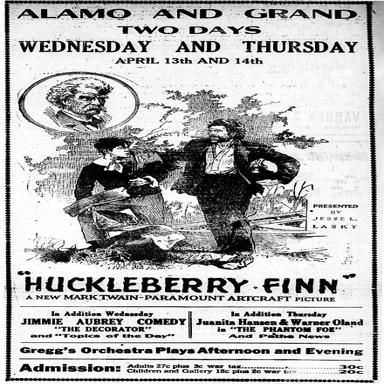 ALAMO AND GRAND
TWO DAYS
WEDNESDAY AND THURSDAY
APRIL 13th AND 14th
PRESENTED
BY
JESSE L.
LASKY
"HUCKLEBERRY FINN"
A NEW MARK TWAIN-PARAMOUNT ARTCRAFT PICTURE
In Addition Wednesday
JIMMIE AUBREY COMEDY
"THE DECORATOR"
and "Topics of the Day"
In Addition Thursday
Juanita Hansen & Warner Oland
in "THE PHANTOM FOE"
And Pathe News
Gregg's Orchestra Plays Afternoon and Evening
Admission:
Adults 27c plus 3c war tax 30c
Children and Gallery 18c plus 2c war tax 20c